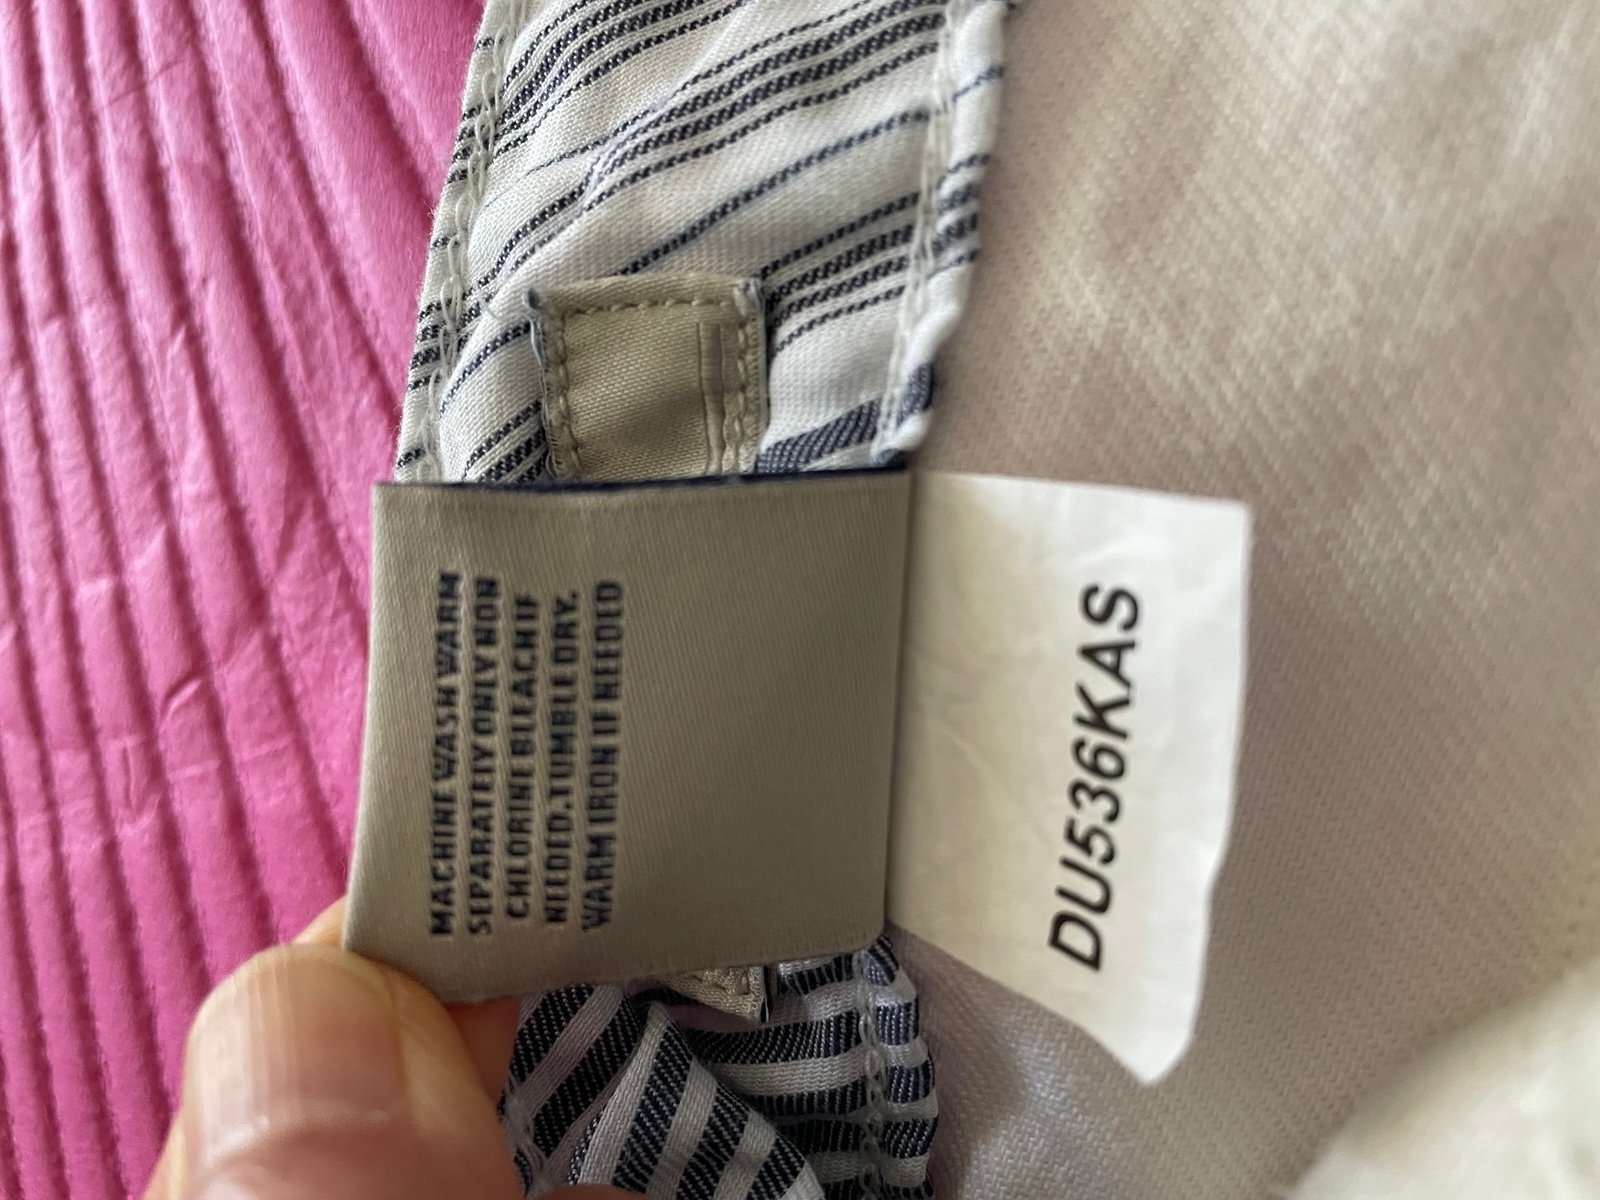 MACHINE WASH WARM
SEPARATELY ONLY NON
CHLORINE BLEACH IF
NEEDED.TUMBLE DRY.
WARM IRON IF NEEDED
DU536KAS